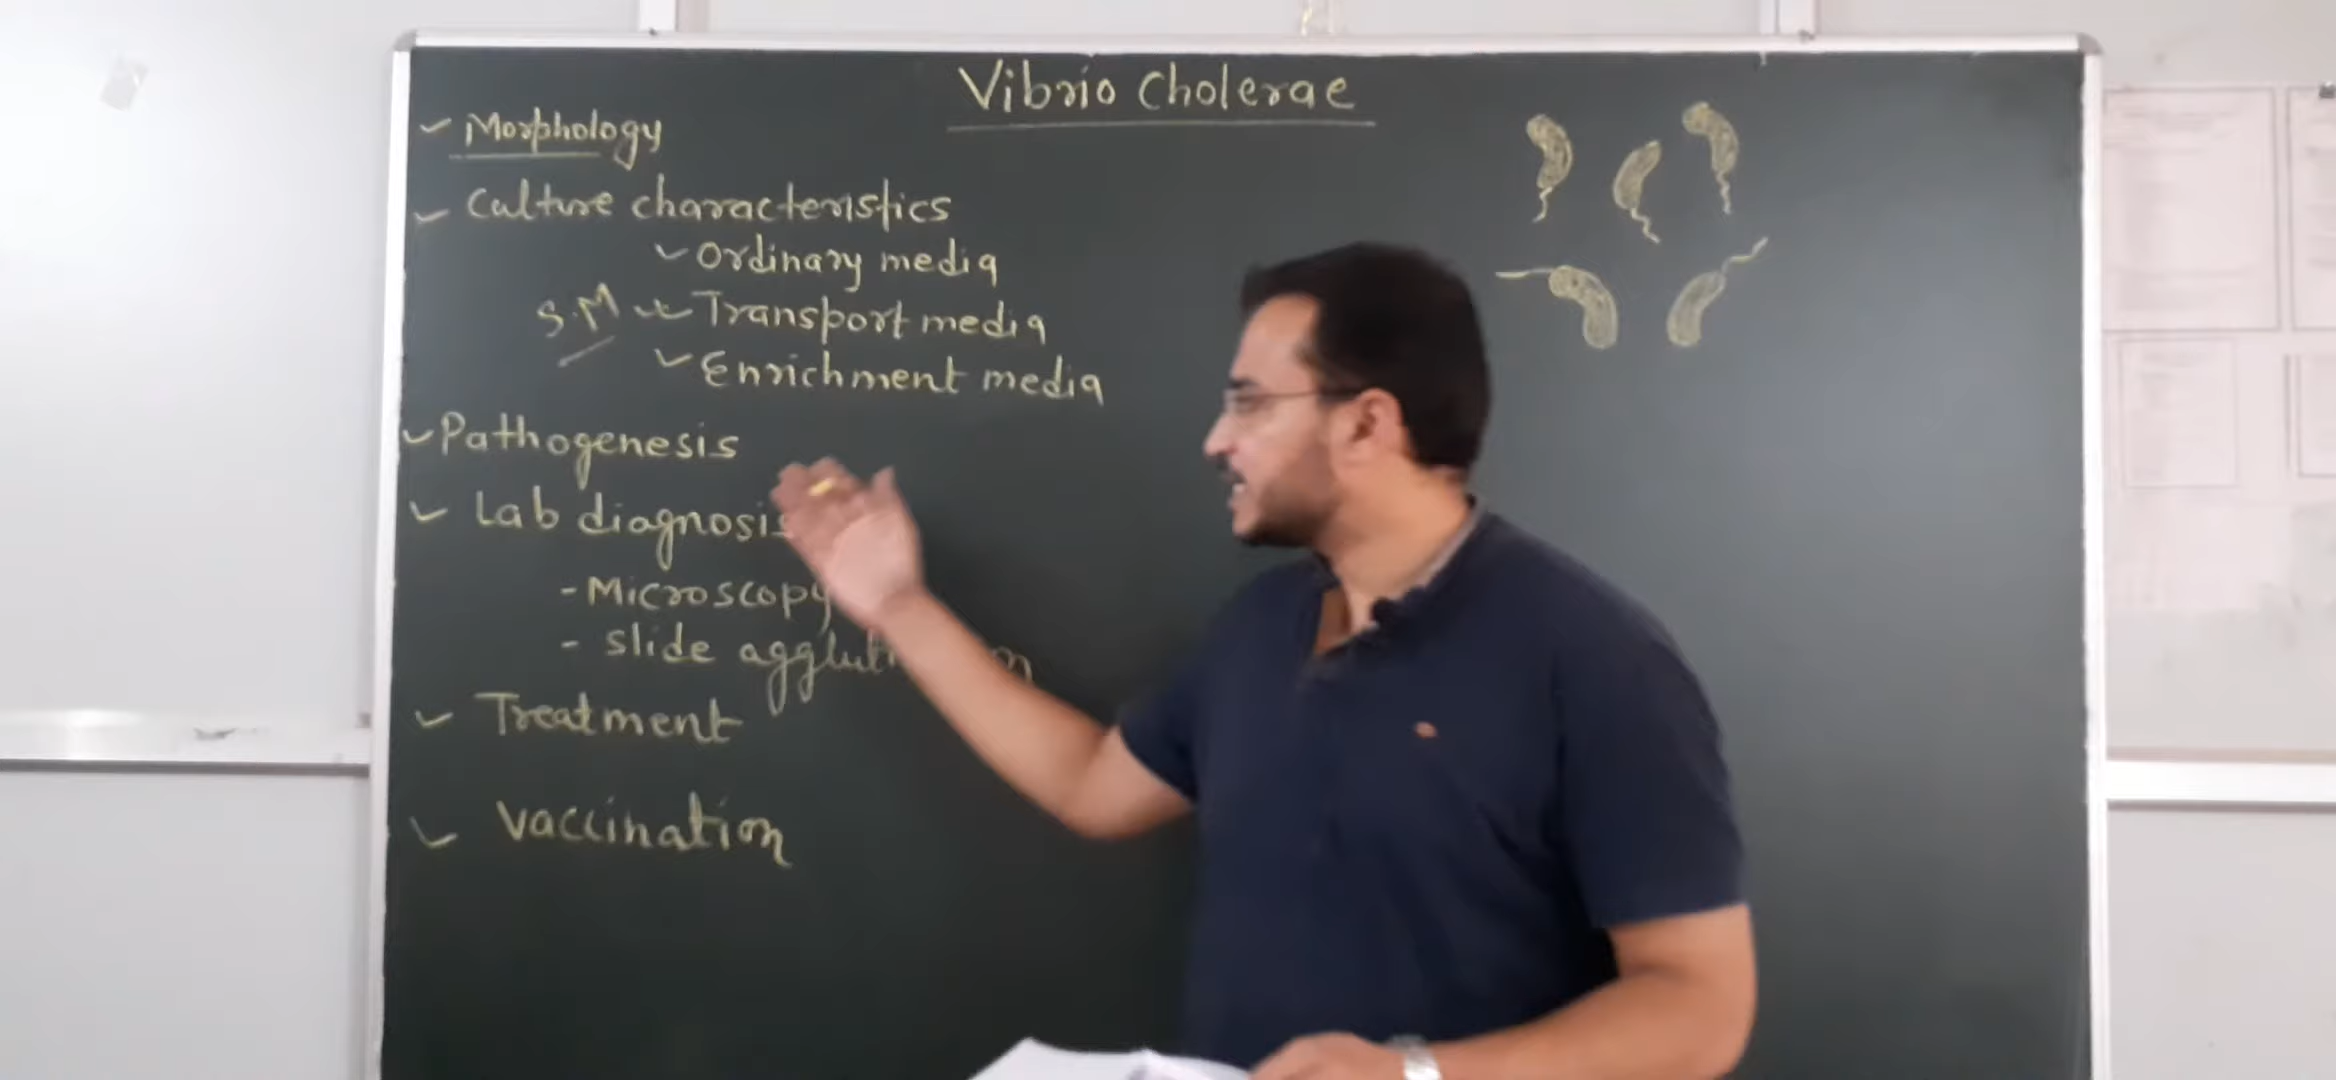 Vibrio Cholerae
Morphology
Culture characteristics
Ordinary media
S.M Transport media
Enrichment media
Pathogenesis
Lab diagnosis
- Microscopy
- slide
Treatment
Vaccination